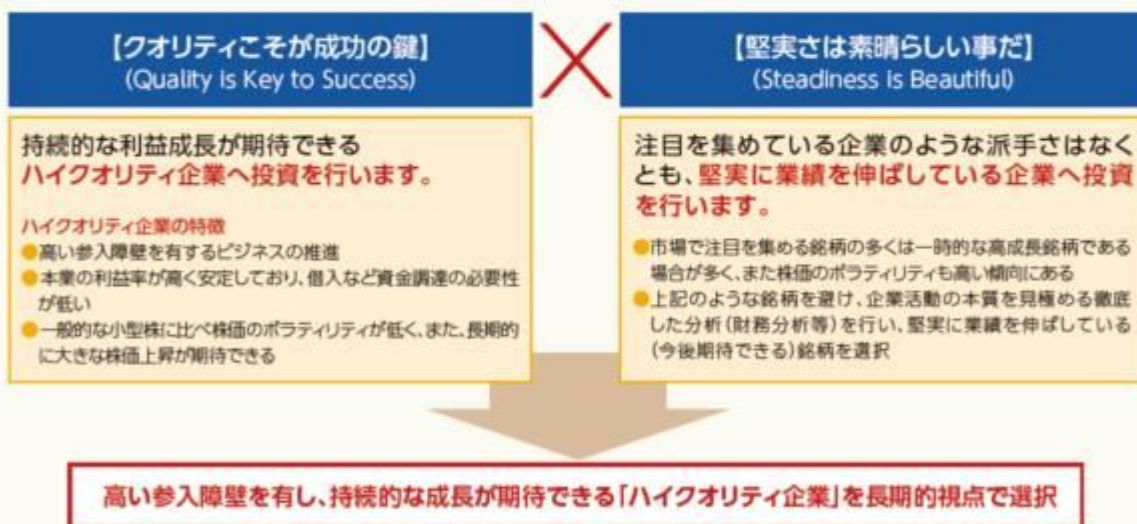 【クオリティこそが成功の鍵】
(Quality is Key to Success)
持続的な利益成長が期待できる
ハイクオリティ企業へ投資を行います。
ハイクオリティ企業の特徴
●高い参入障壁を有するビジネスの推進
●本業の利益率が高く安定しており、借入など資金調達の必要性
が低い
●一般的な小型株に比べ株価のボラティリティが低く、また、長期的
に大きな株価上昇が期待できる
【堅実さは素晴らしい事だ】
(Steadiness is Beautiful)
注目を集めている企業のような派手さはなく
とも、堅実に業績を伸ばしている企業へ投資
を行います。
●市場で注目を集める銘柄の多くは一時的な高成長銘柄である
場合が多く、また株価のボラティリティも高い傾向にある
●上記のような銘柄を避け、企業活動の本質を見極める徹底
した分析(財務分析等)を行い、堅実に業績を伸ばしている
(今後期待できる)銘柄を選択
高い参入障壁を有し、持続的な成長が期待できる「ハイクオリティ企業」を長期的視点で選択